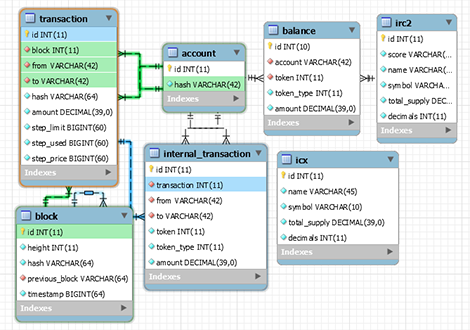 transaction
id INT(11)
block INT(11)
from VARCHAR(42)
to VARCHAR(42)
hash VARCHAR(64)
amount DECIMAL(39,0)
step_limit BIGINT(60)
step_used BIGINT(60)
step_price BIGINT(60)
Indexes
account
id INT(11)
hash VARCHAR(42)
Indexes
balance
id INT(10)
account VARCHAR(42)
token INT(11)
token_type INT(11)
amount DECIMAL(39,0)
Indexes
irc2
id INT(11)
score VARCHAR(
name VARCHAR(
symbol VARCHA
total_supply DEC
decimals INT(11)
Indexes
internal_transaction
id INT(11)
transaction INT(11)
from VARCHAR(42)
to VARCHAR(42)
token INT(11)
token_type INT(11)
amount DECIMAL(39,0)
Indexes
icx
id INT(11)
name VARCHAR(45)
symbol VARCHAR(10)
total_supply DECIMAL(39,0)
decimals INT(11)
Indexes
block
id INT(11)
height INT(11)
hash VARCHAR(64)
previous_block VARCHAR(64)
timestamp BIGINT(64)
Indexes